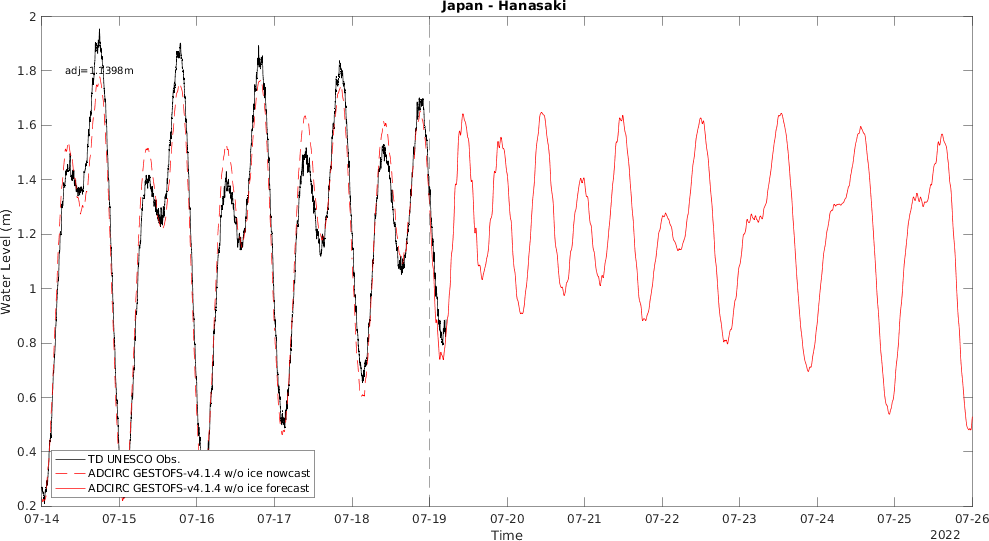 Japan - Hanasaki
2
1.8
1.6
1.4
1.2
1
0.8
0.6
0.4
0.2
Water Level (m)
adj=1.1398m
TD UNESCO Obs.
ADCIRC GESTOFS-v4.1.4 w/o ice nowcast
ADCIRC GESTOFS-v4.1.4 w/o ice forecast
07-14 07-15 07-16 07-17 07-18 07-19 07-20 07-21 07-22 07-23 07-24 07-25 07-26
Time
2022